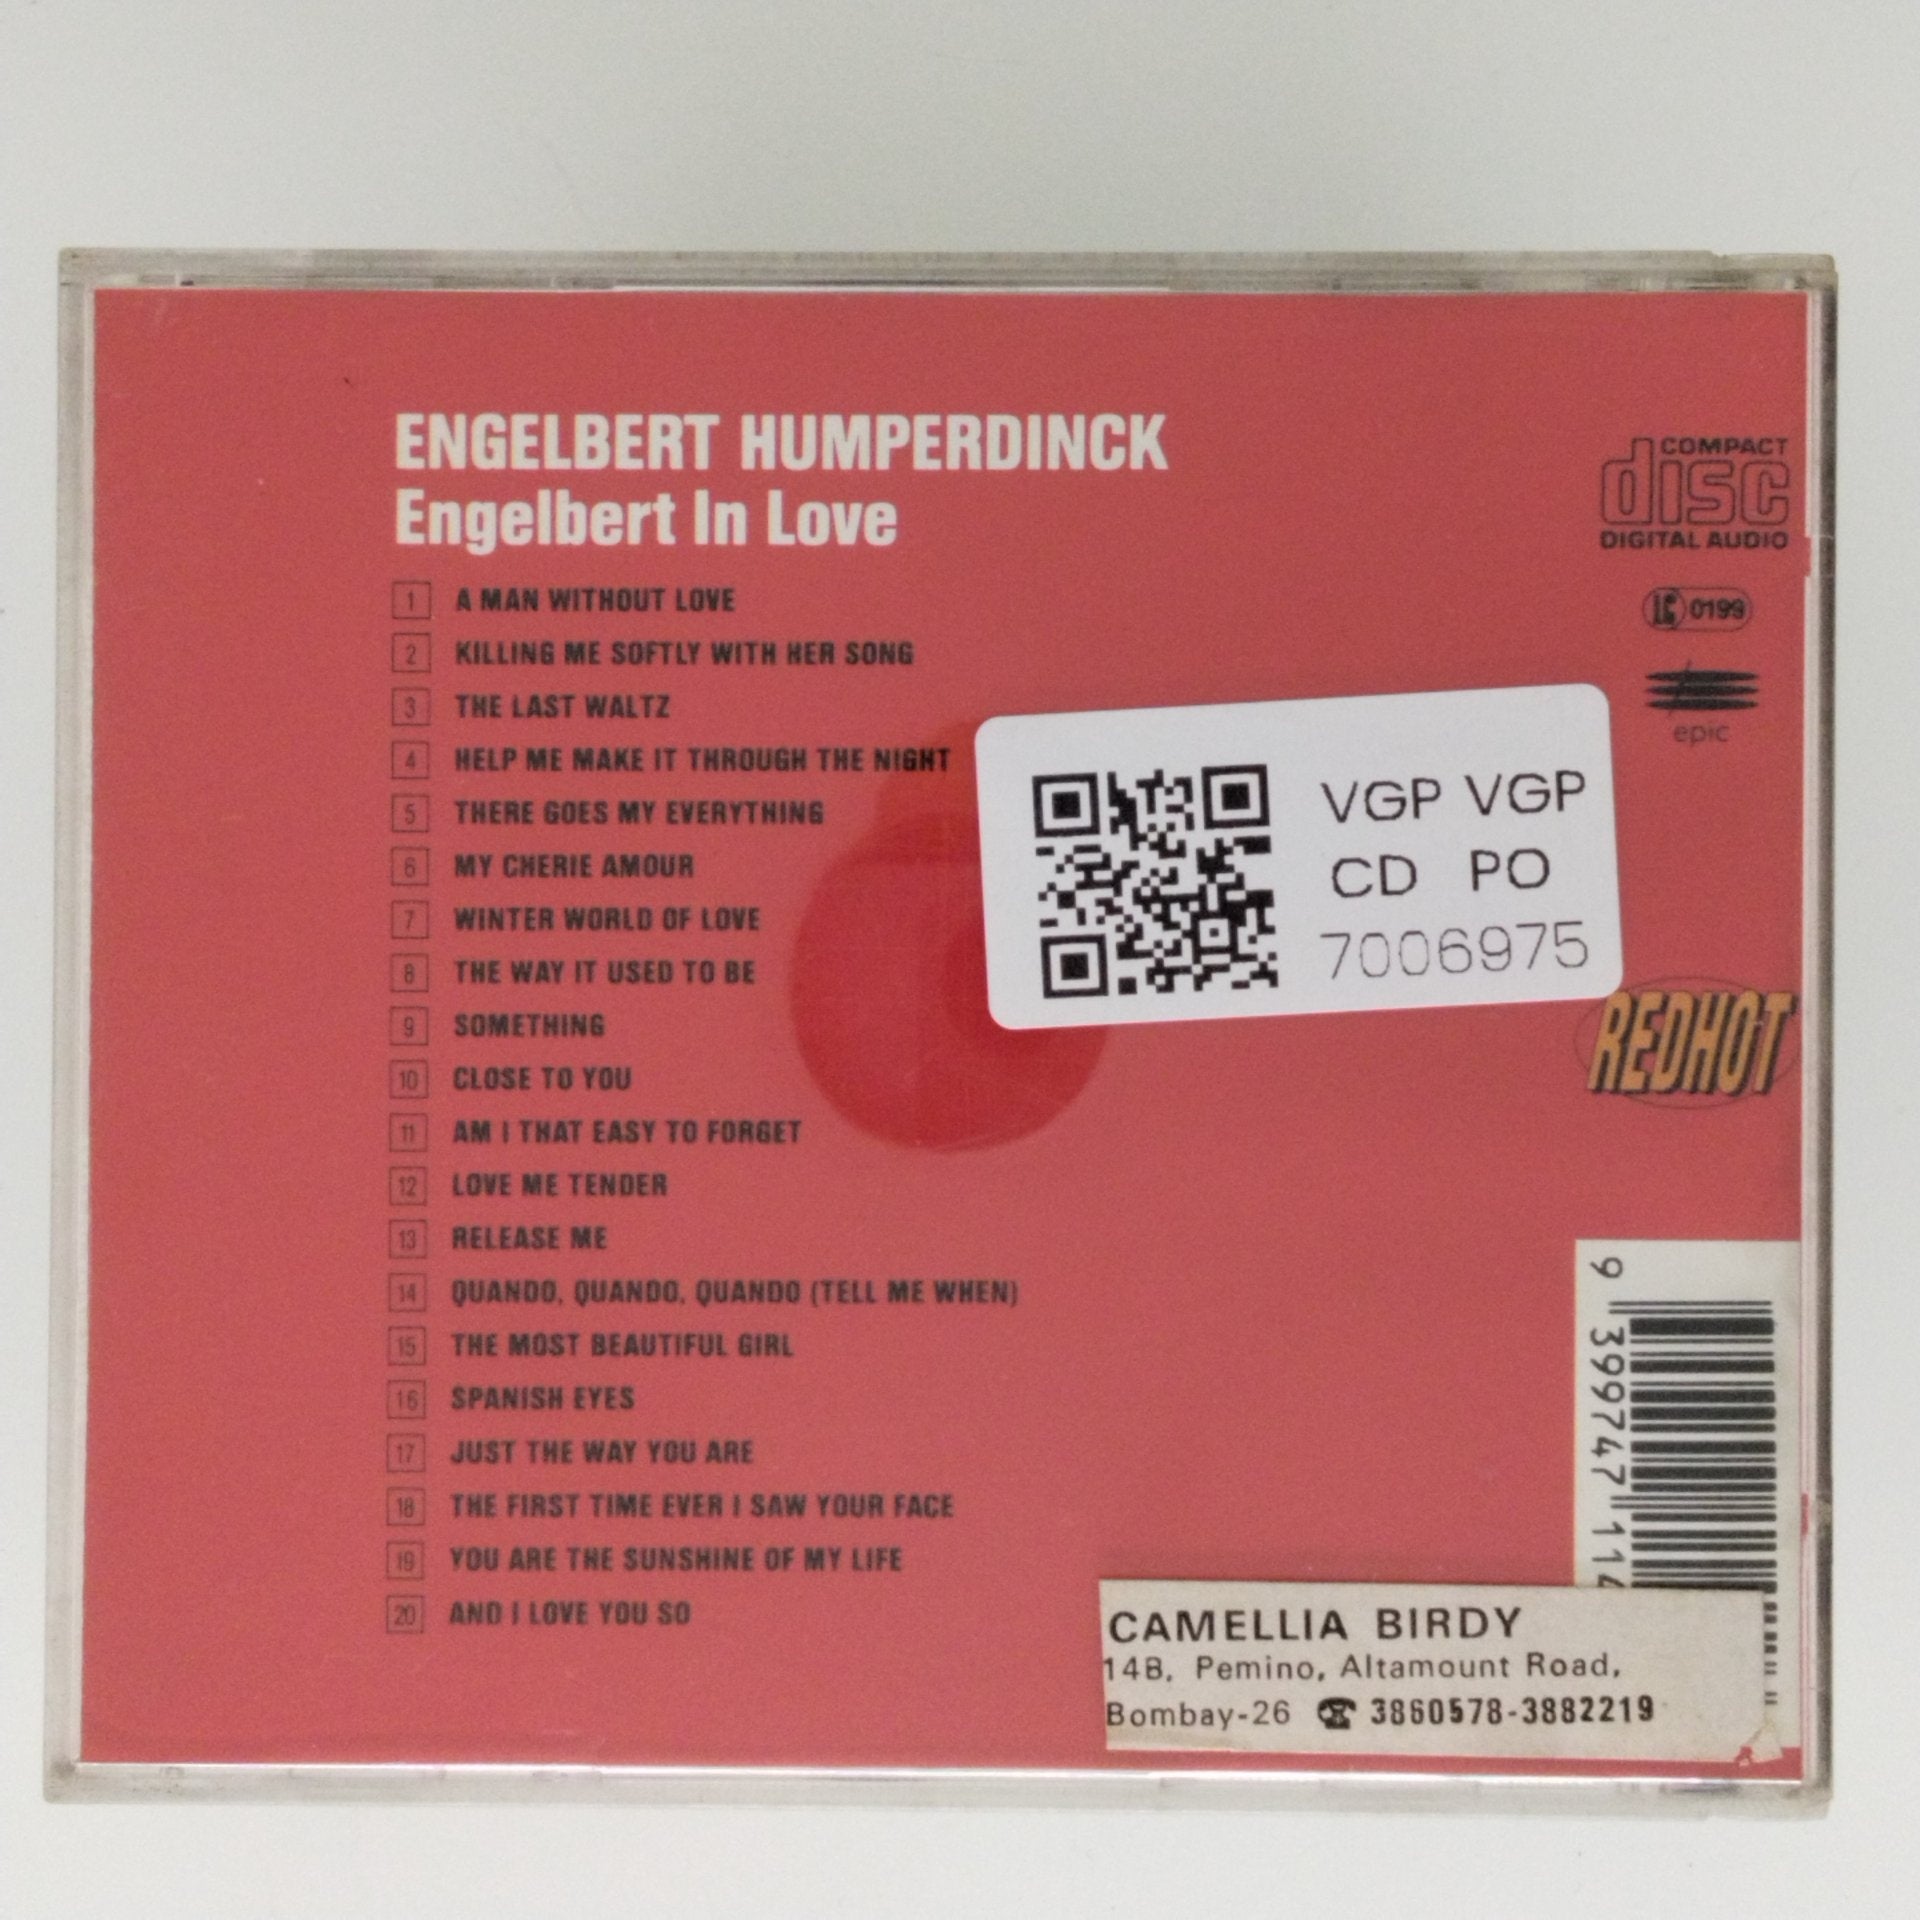 ENGELBERT HUMPERDINCK
Engelbert In Love
1 A MAN WITHOUT LOVE
2 KILLING ME SOFTLY WITH HER SONG
3 THE LAST WALTZ
4 HELP ME MAKE IT THROUGH THE NIGHT
5 THERE GOES MY EVERYTHING
6 MY CHERIE AMOUR
7 WINTER WORLD OF LOVE
8 THE WAY IT USED TO BE
9 SOMETHING
10 CLOSE TO YOU
11 AM I THAT EASY TO FORGET
12 LOVE ME TENDER
13 RELEASE ME
14 QUANDO, QUANDO, QUANDO (TELL ME WHEN)
15 THE MOST BEAUTIFUL GIRL
16 SPANISH EYES
17 JUST THE WAY YOU ARE
18 THE FIRST TIME EVER I SAW YOUR FACE
19 YOU ARE THE SUNSHINE OF MY LIFE
20 AND I LOVE YOU SO
COMPACT
disc
DIGITAL AUDIO
LC 0199
epic
VGP VGP
CD PO
7006975
REDHOT
9 399747 114
CAMELLIA BIRDY
14B, Pemino, Altamount Road,
Bombay-26 ☎ 3860578-3882219